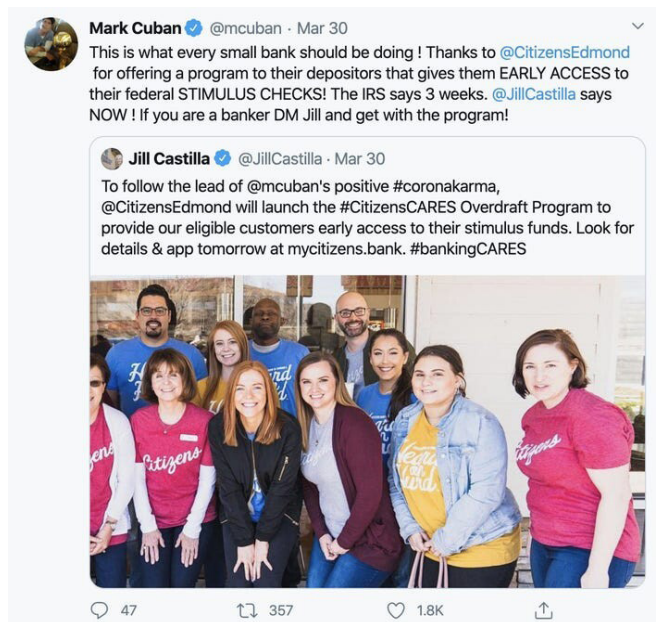 Mark Cuban @mcuban · Mar 30
This is what every small bank should be doing ! Thanks to @CitizensEdmond
for offering a program to their depositors that gives them EARLY ACCESS to
their federal STIMULUS CHECKS! The IRS says 3 weeks. @JillCastilla says
NOW ! If you are a banker DM Jill and get with the program!
Jill Castilla @JillCastilla · Mar 30
To follow the lead of @mcuban's positive #coronakarma,
@CitizensEdmond will launch the #CitizensCARES Overdraft Program to
provide our eligible customers early access to their stimulus funds. Look for
details & app tomorrow at mycitizens.bank. #bankingCARES
Citizens
Citizens
47 357 1.8K